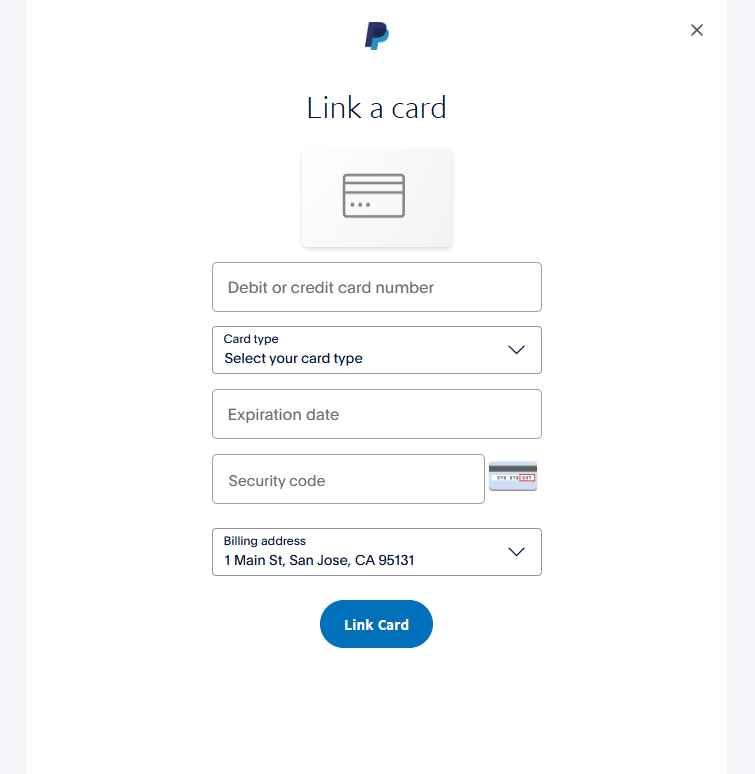 Link a card
Debit or credit card number
Card type
Select your card type
Expiration date
Security code
Billing address
1 Main St, San Jose, CA 95131
Link Card